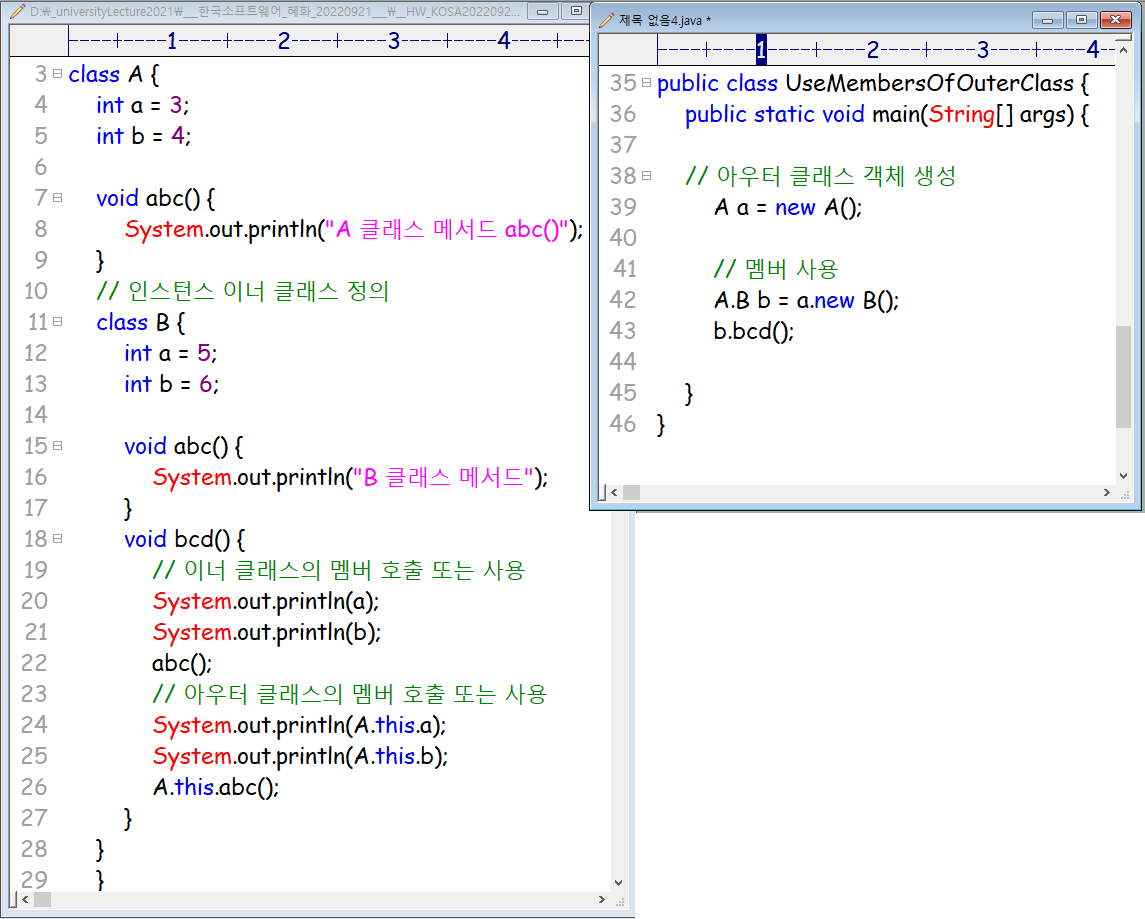 D:\_universityLecture2021\___한국소프트웨어_혜화_20220921___\__HW_KOSA2022092...
1 2 3 4
3 class A {
4 int a = 3;
5 int b = 4;
6
7 void abc() {
8 System.out.println("A 클래스 메서드 abc()");
9 }
10 // 인스턴스 이너 클래스 정의
11 class B {
12 int a = 5;
13 int b = 6;
14
15 void abc() {
16 System.out.println("B 클래스 메서드");
17 }
18 void bcd() {
19 // 이너 클래스의 멤버 호출 또는 사용
20 System.out.println(a);
21 System.out.println(b);
22 abc();
23 // 아우터 클래스의 멤버 호출 또는 사용
24 System.out.println(A.this.a);
25 System.out.println(A.this.b);
26 A.this.abc();
27 }
28 }
29 }
제목 없음4.java *
1 2 3 4
35 public class UseMembersOfOuterClass {
36 public static void main(String[] args) {
37
38 // 아우터 클래스 객체 생성
39 A a = new A();
40
41 // 멤버 사용
42 A.B b = a.new B();
43 b.bcd();
44
45 }
46 }